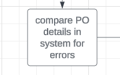 compare PO
details in
system for
errors